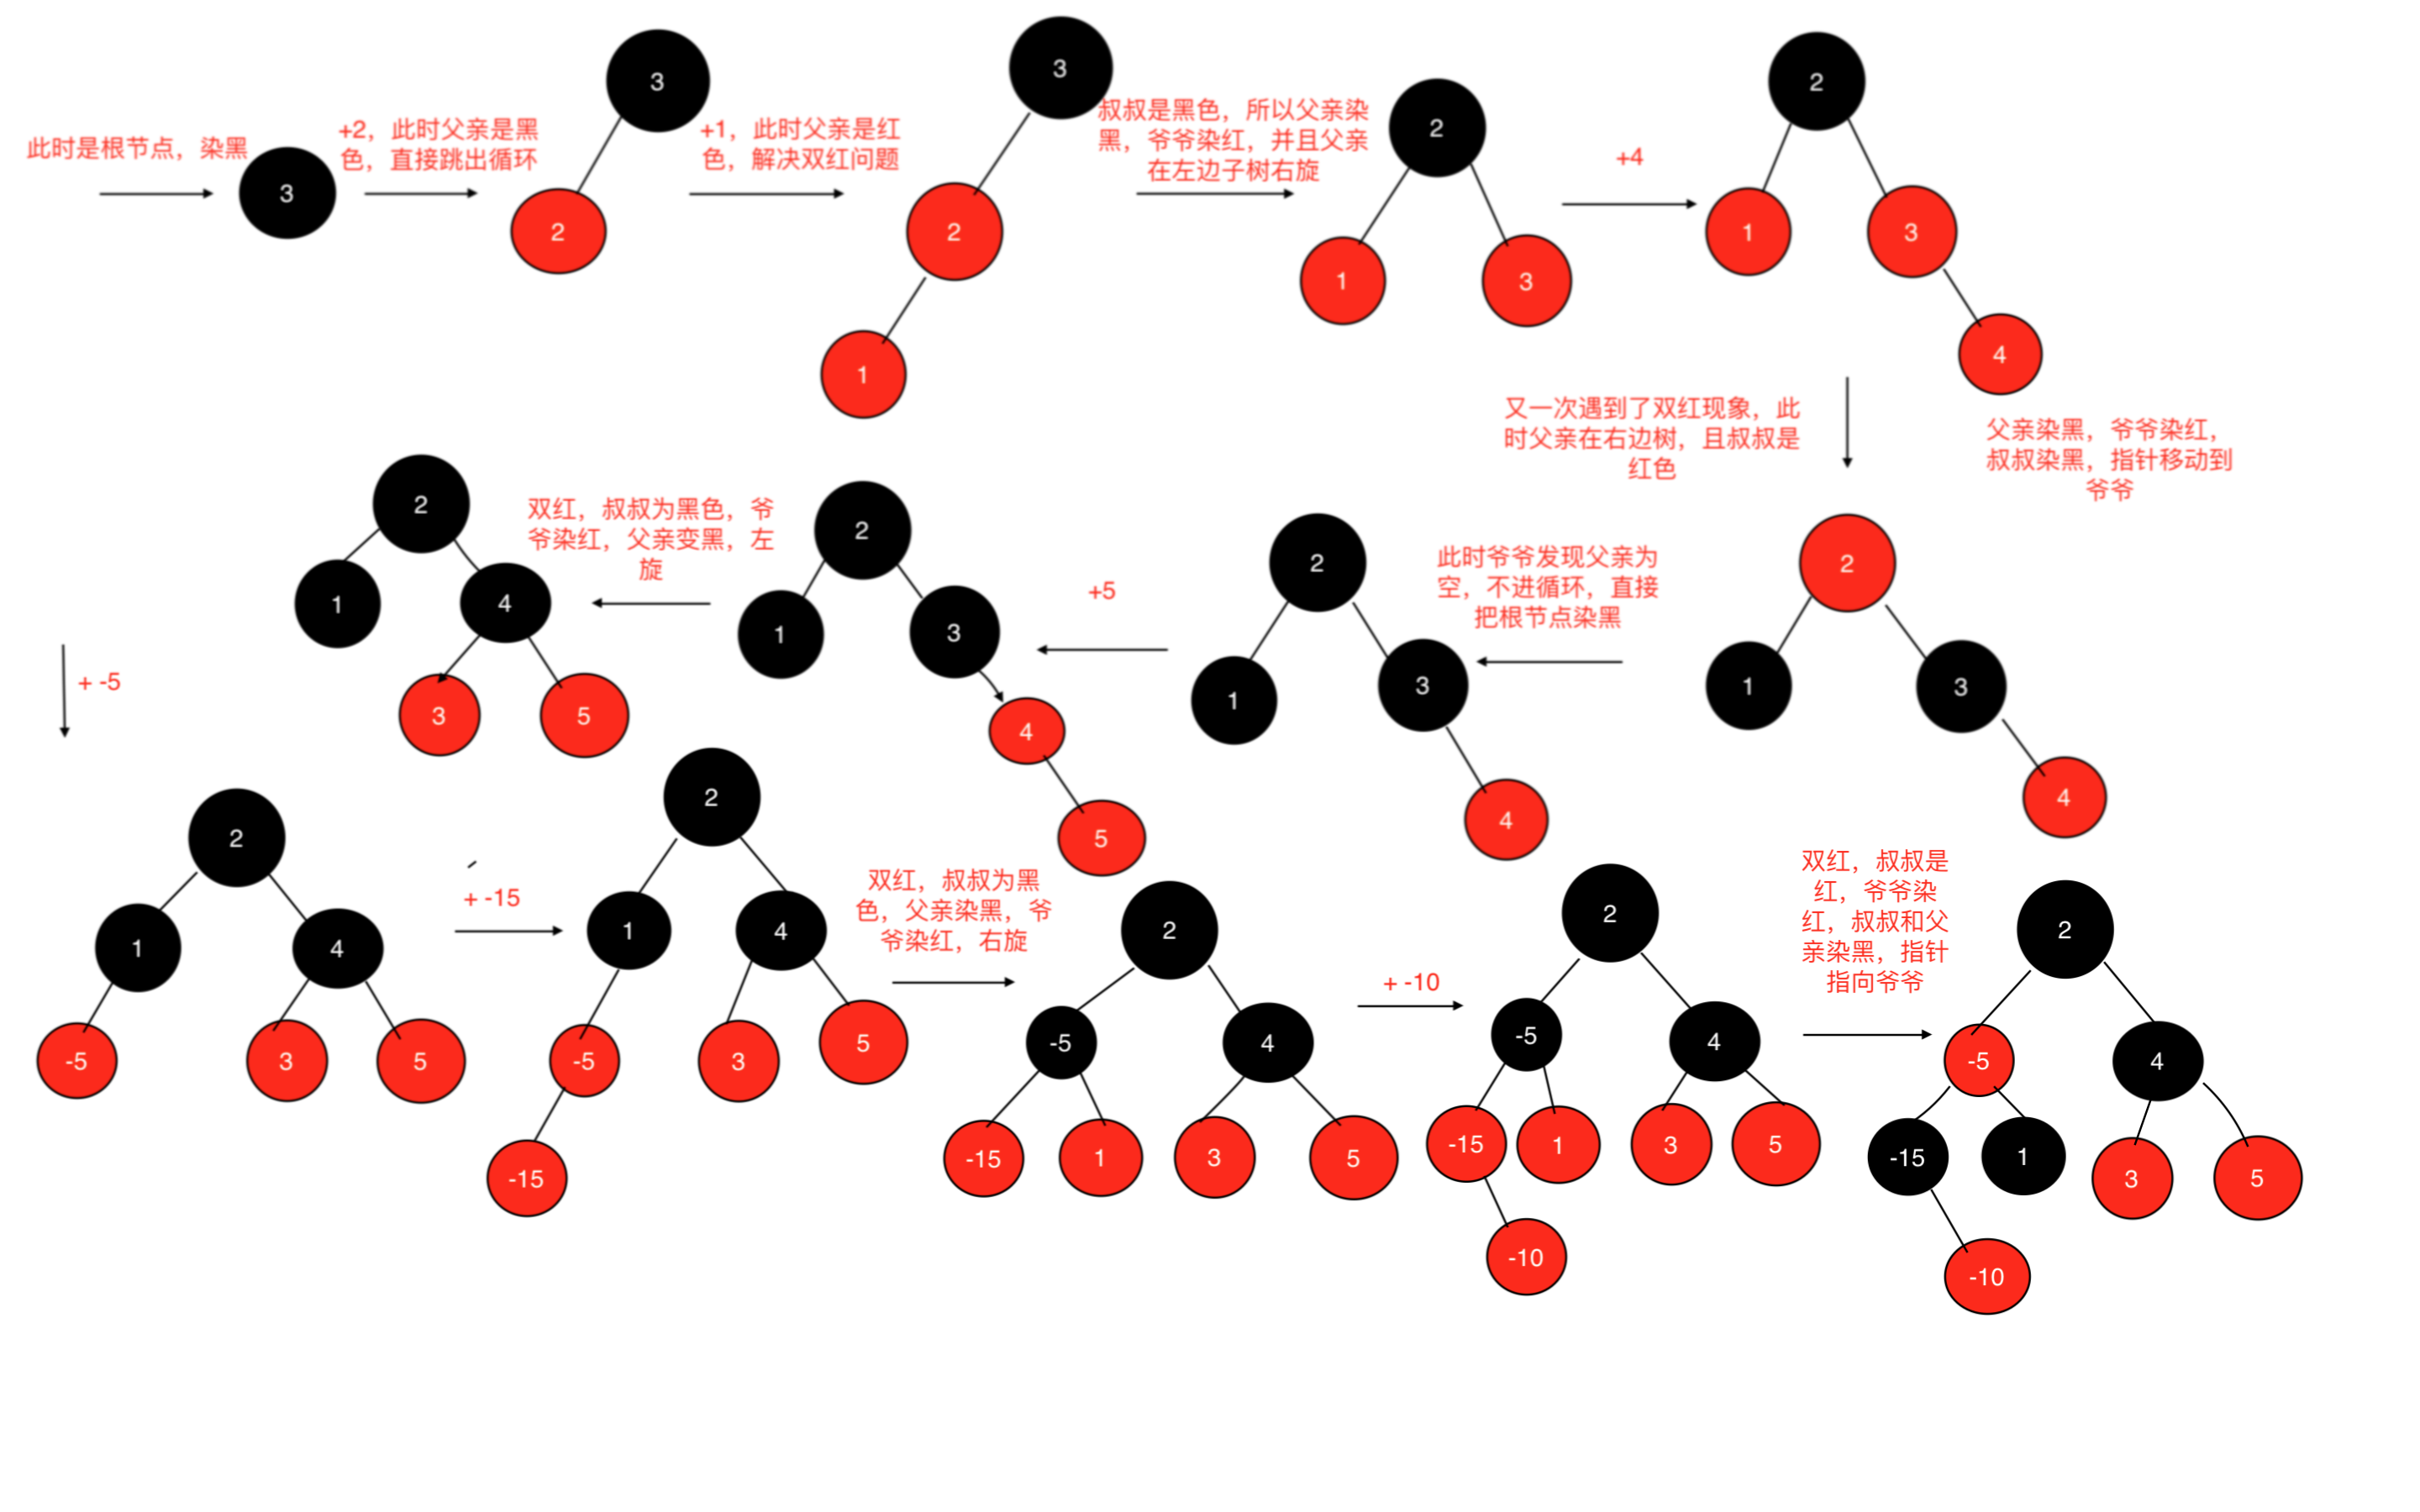 此时是根节点，染黑
3
+2，此时父亲是黑
色，直接跳出循环
3
2
+1，此时父亲是红
色，解决双红问题
3
2
1
叔叔是黑色，所以父亲染
黑，爷爷染红，并且父亲
在左边子树右旋
2
1
3
+4
2
1
3
4
又一次遇到了双红现象，此
时父亲在右边树，且叔叔是
红色
父亲染黑，爷爷染红，
叔叔染黑，指针移动到
爷爷
2
1
3
4
此时爷爷发现父亲为
空，不进循环，直接
把根节点染黑
2
1
3
4
+5
2
1
3
4
5
双红，叔叔为黑色，爷
爷染红，父亲变黑，左
旋
2
1
4
3
5
+ -5
2
1
4
-5
3
5
+ -15
2
1
4
-5
3
5
-15
双红，叔叔为黑
色，父亲染黑，爷
爷染红，右旋
2
-5
4
-15
1
3
5
+ -10
2
-5
4
-15
1
3
5
-10
双红，叔叔是
红，爷爷染
红，叔叔和父
亲染黑，指针
指向爷爷
2
-5
4
-15
1
3
5
-10